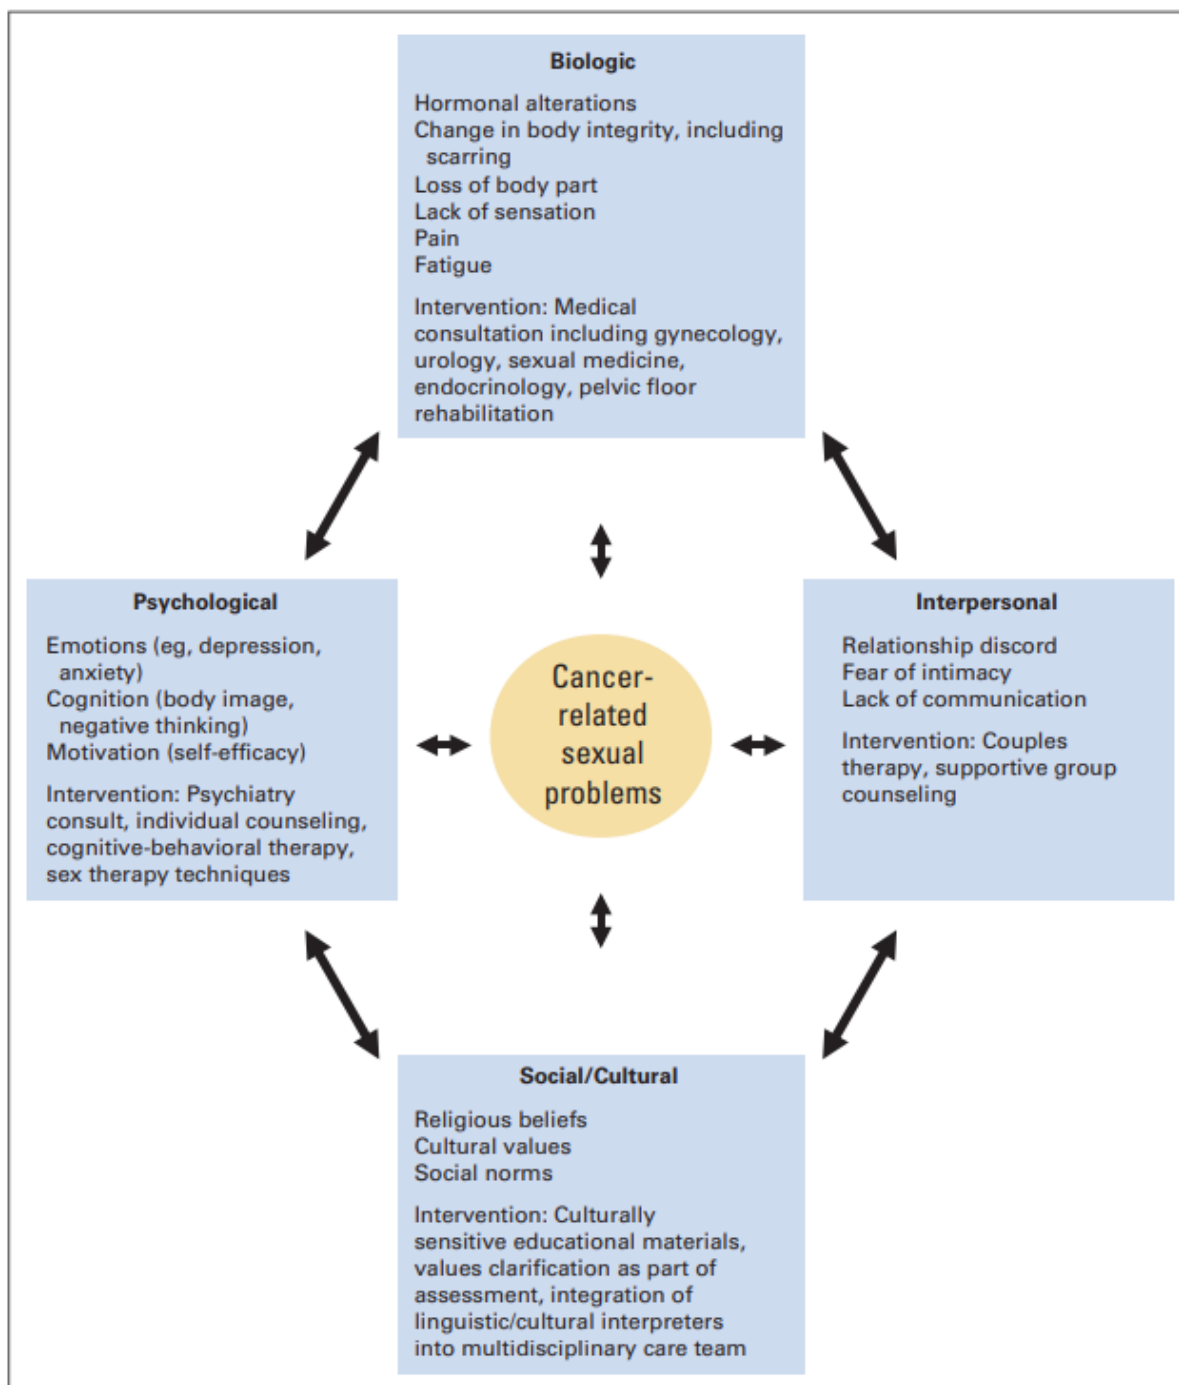 Biologic
Hormonal alterations
Change in body integrity, including
scarring
Loss of body part
Lack of sensation
Pain
Fatigue
Intervention: Medical
consultation including gynecology,
urology, sexual medicine,
endocrinology, pelvic floor
rehabilitation
Psychological
Emotions (eg, depression,
anxiety)
Cognition (body image,
negative thinking)
Motivation (self-efficacy)
Intervention: Psychiatry
consult, individual counseling,
cognitive-behavioral therapy,
sex therapy techniques
Cancer-
related
sexual
problems
Interpersonal
Relationship discord
Fear of intimacy
Lack of communication
Intervention: Couples
therapy, supportive group
counseling
Social/Cultural
Religious beliefs
Cultural values
Social norms
Intervention: Culturally
sensitive educational materials,
values clarification as part of
assessment, integration of
linguistic/cultural interpreters
into multidisciplinary care team